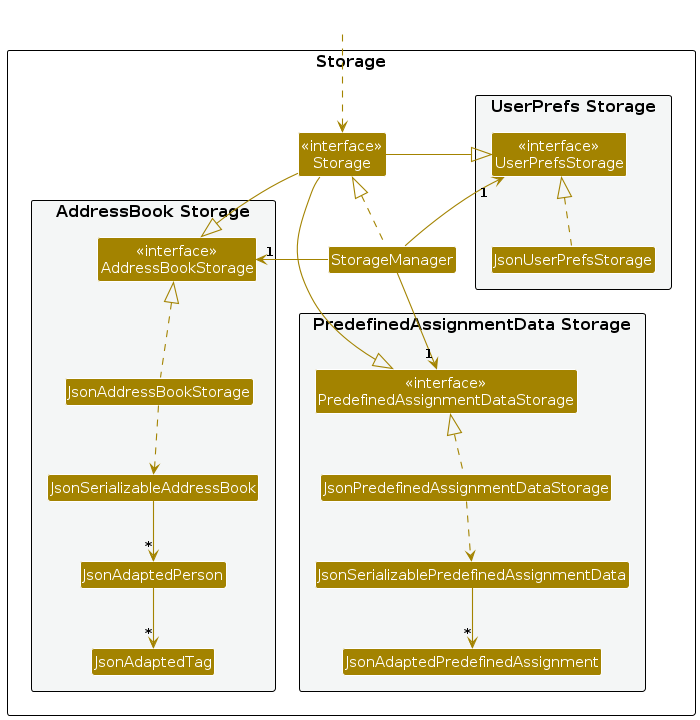 Storage
UserPrefs Storage
«interface»
Storage
«interface»
UserPrefsStorage
1
AddressBook Storage
«interface»
AddressBookStorage
1
StorageManager
JsonUserPrefsStorage
PredefinedAssignmentData Storage
1
«interface»
PredefinedAssignmentDataStorage
JsonAddressBookStorage
JsonSerializableAddressBook
JsonPredefinedAssignmentDataStorage
*
JsonAdaptedPerson
JsonSerializablePredefinedAssignmentData
*
*
JsonAdaptedTag
JsonAdaptedPredefinedAssignment